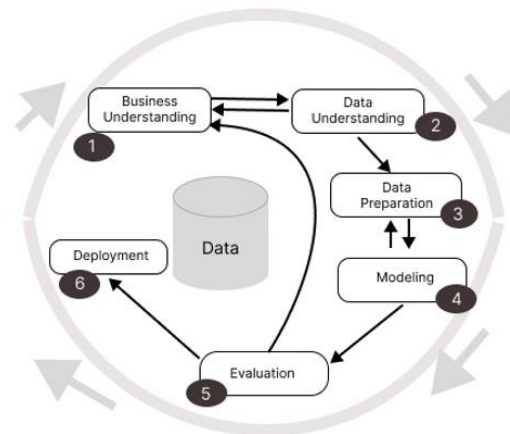 Business
Understanding
1
Data
Understanding
2
Data
Preparation
3
Data
Deployment
6
Modeling
4
Evaluation
5